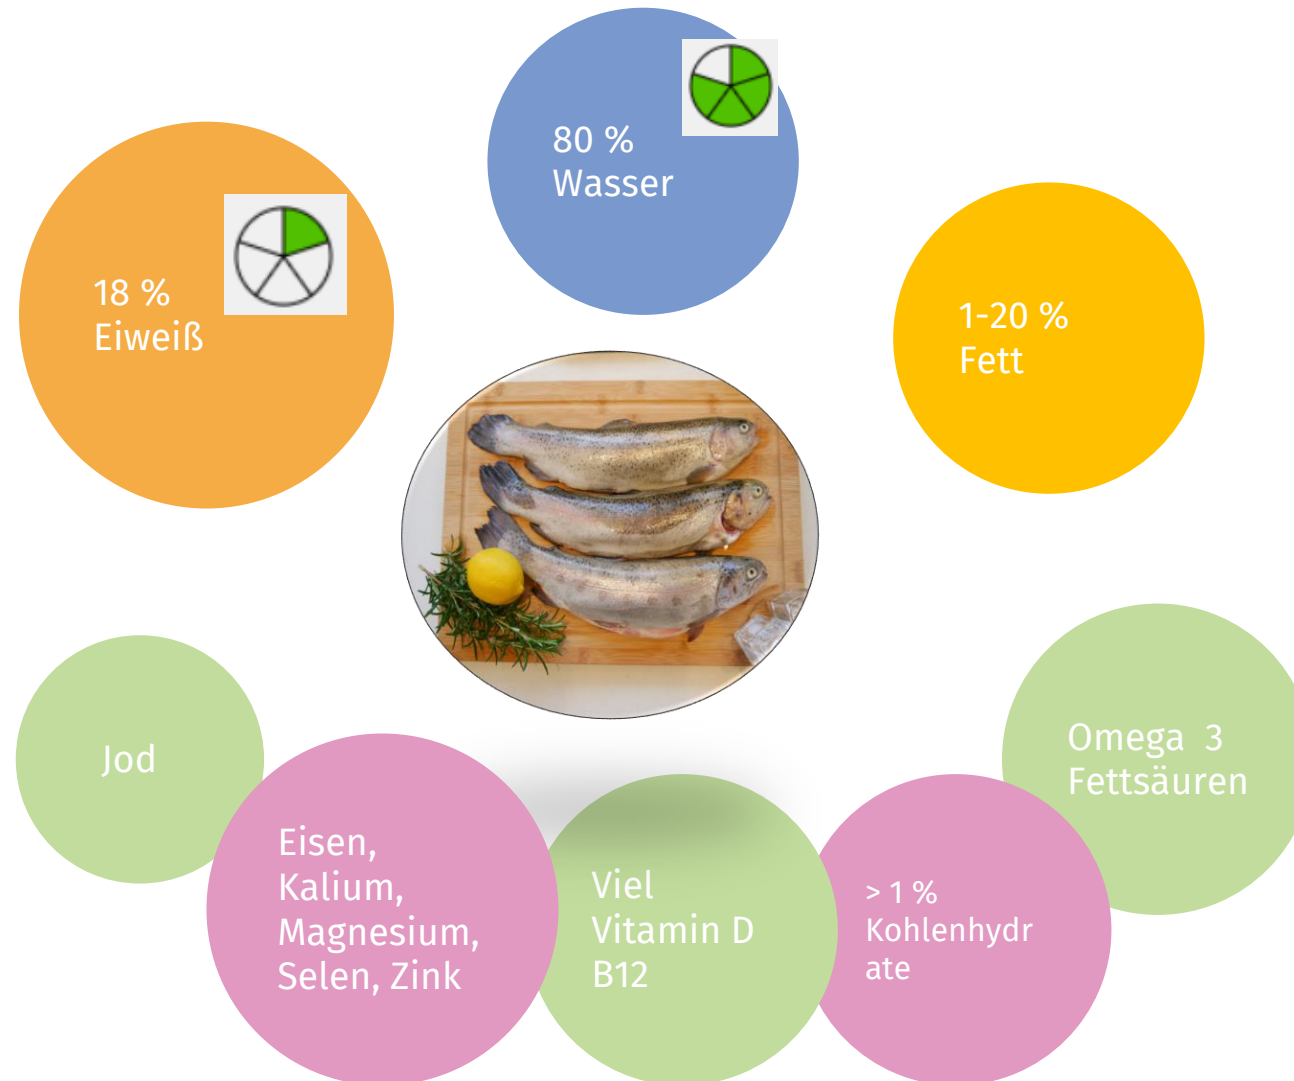 80 %
Wasser
18 %
Eiweiß
1-20 %
Fett
Jod
Eisen,
Kalium,
Magnesium,
Selen, Zink
Viel
Vitamin D
B12
> 1 %
Kohlenhydr
ate
Omega  3
Fettsäuren